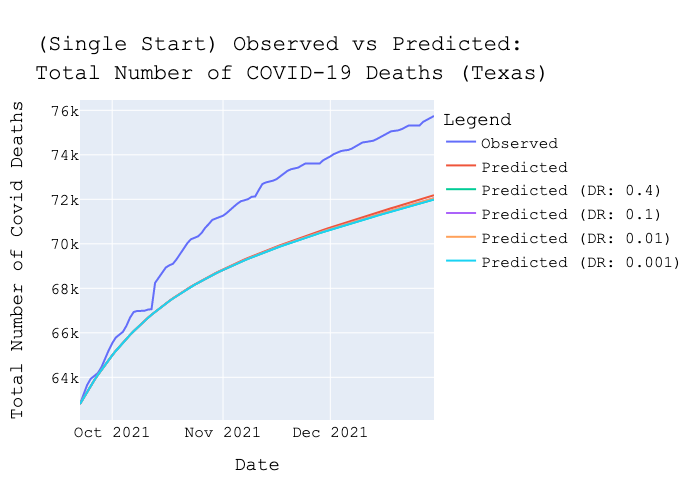 (Single Start) Observed vs Predicted:
Total Number of COVID-19 Deaths (Texas)
Total Number of Covid Deaths
76k
74k
72k
70k
68k
66k
64k
Oct 2021
Nov 2021
Dec 2021
Date
Legend
Observed
Predicted
Predicted (DR: 0.4)
Predicted (DR: 0.1)
Predicted (DR: 0.01)
Predicted (DR: 0.001)